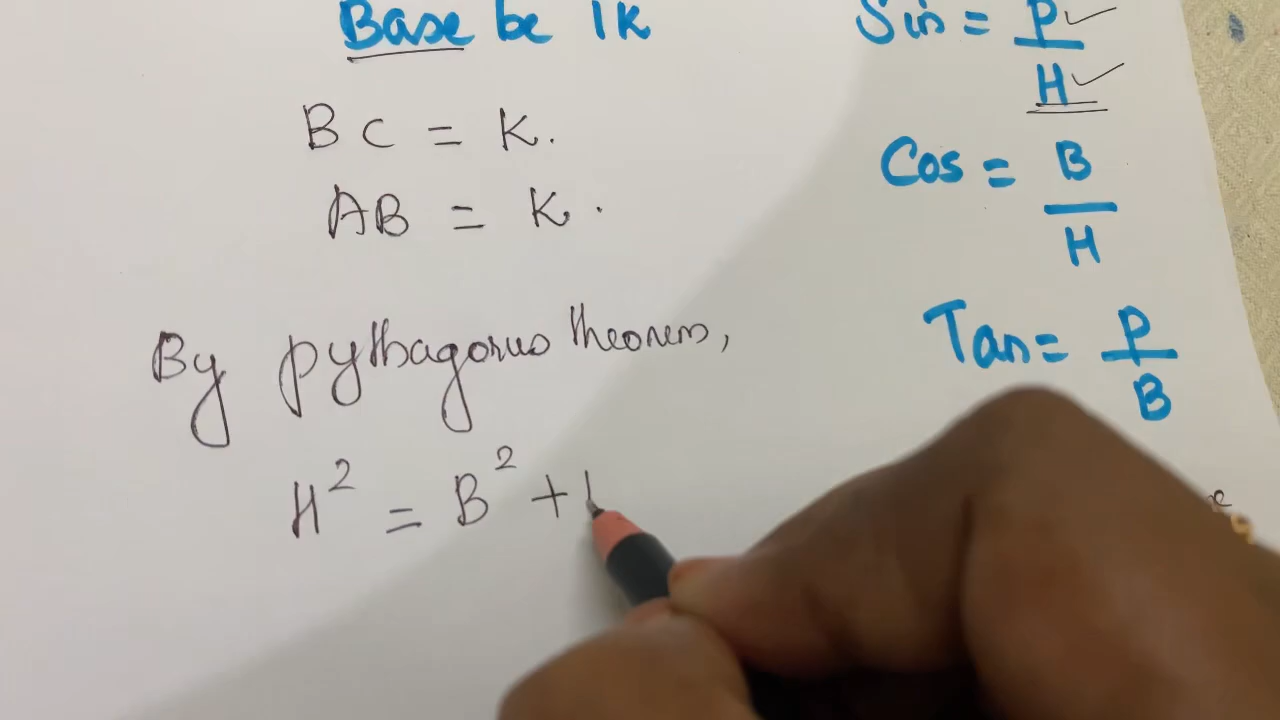 Base be 1K
BC = K.
AB = K.
By pythagorus theorem,
H² = B² +
Sin = P
H
Cos = B
H
Tan = P
B